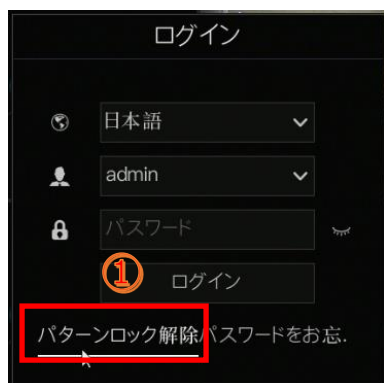 ログイン
日本語
admin
パスワード
①
ログイン
パターンロック解除パスワードをお忘.